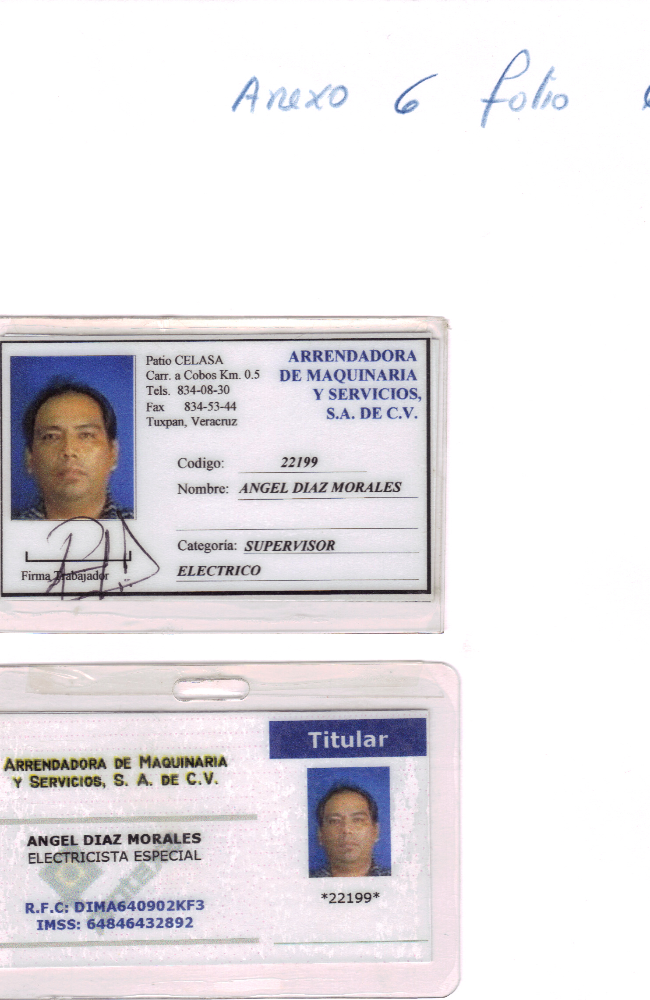 Anexo 6 folio
Patio CELASA
Carr. a Cobos Km. 0.5
Tels. 834-08-30
Fax 834-53-44
Tuxpan, Veracruz
ARRENDADORA
DE MAQUINARIA
Y SERVICIOS,
S.A. DE C.V.
Codigo: 22199
Nombre: ANGEL DIAZ MORALES
Categoría: SUPERVISOR
ELECTRICO
Firma Trabajador
ARRENDADORA DE MAQUINARIA
Y SERVICIOS, S. A. DE C.V.
ANGEL DIAZ MORALES
ELECTRICISTA ESPECIAL
R.F.C: DIMA640902KF3
IMSS: 64846432892
Titular
*22199*